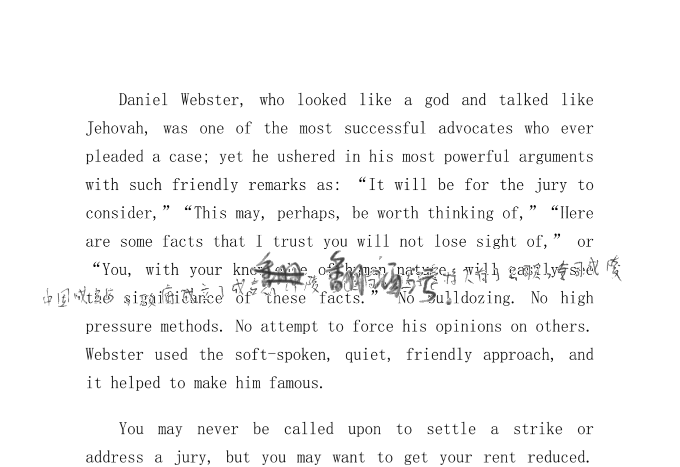 Daniel Webster, who looked like a god and talked like
Jehovah, was one of the most successful advocates who ever
pleaded a case; yet he ushered in his most powerful arguments
with such friendly remarks as: “It will be for the jury to
consider,” “This may, perhaps, be worth thinking of,” “Here
are some facts that I trust you will not lose sight of,” or
“You, with your of human nature, will easily see
the significance of these facts.” No bulldozing. No high
中国
pressure methods. No attempt to force his opinions on others.
Webster used the soft-spoken, quiet, friendly approach, and
it helped to make him famous.
You may never be called upon to settle a strike or
address a jury, but you may want to get your rent reduced.